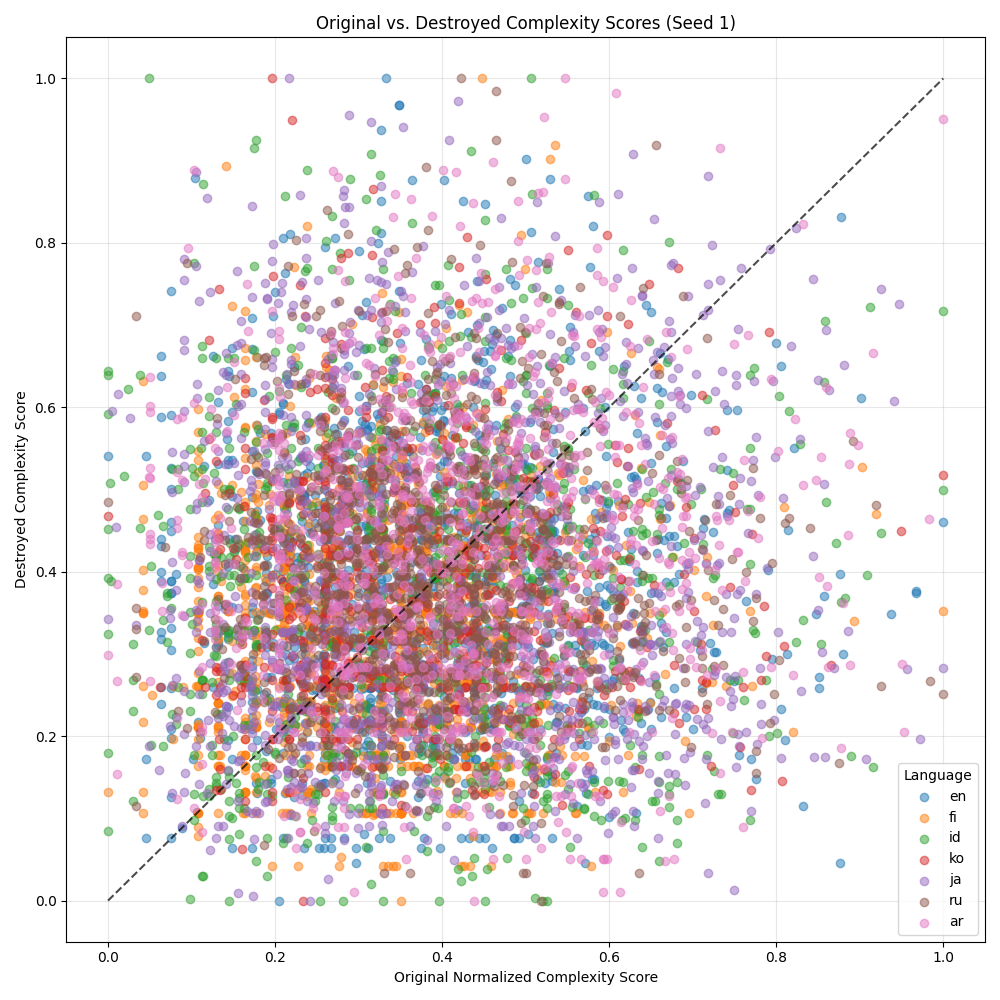 Original vs. Destroyed Complexity Scores (Seed 1)
1.0
0.8
0.6
0.4
0.2
0.0
Destroyed Complexity Score
0.0 0.2 0.4 0.6 0.8 1.0
Original Normalized Complexity Score
Language
en
fi
id
ko
ja
ru
ar